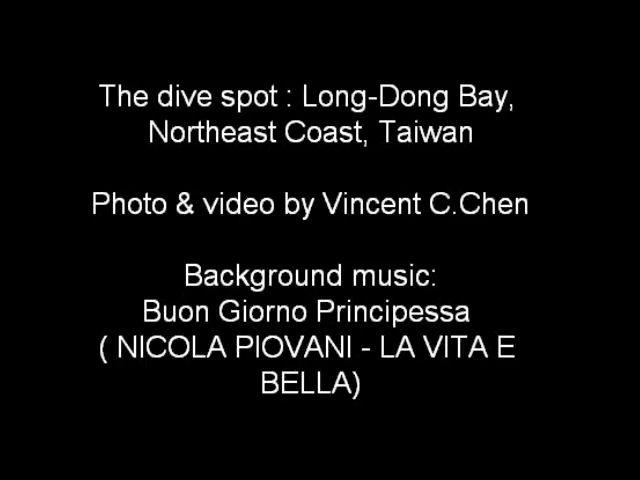 The dive spot : Long-Dong Bay,
Northeast Coast, Taiwan
Photo & video by Vincent C.Chen
Background music:
Buon Giorno Principessa
( NICOLA PIOVANI - LA VITA E
BELLA)